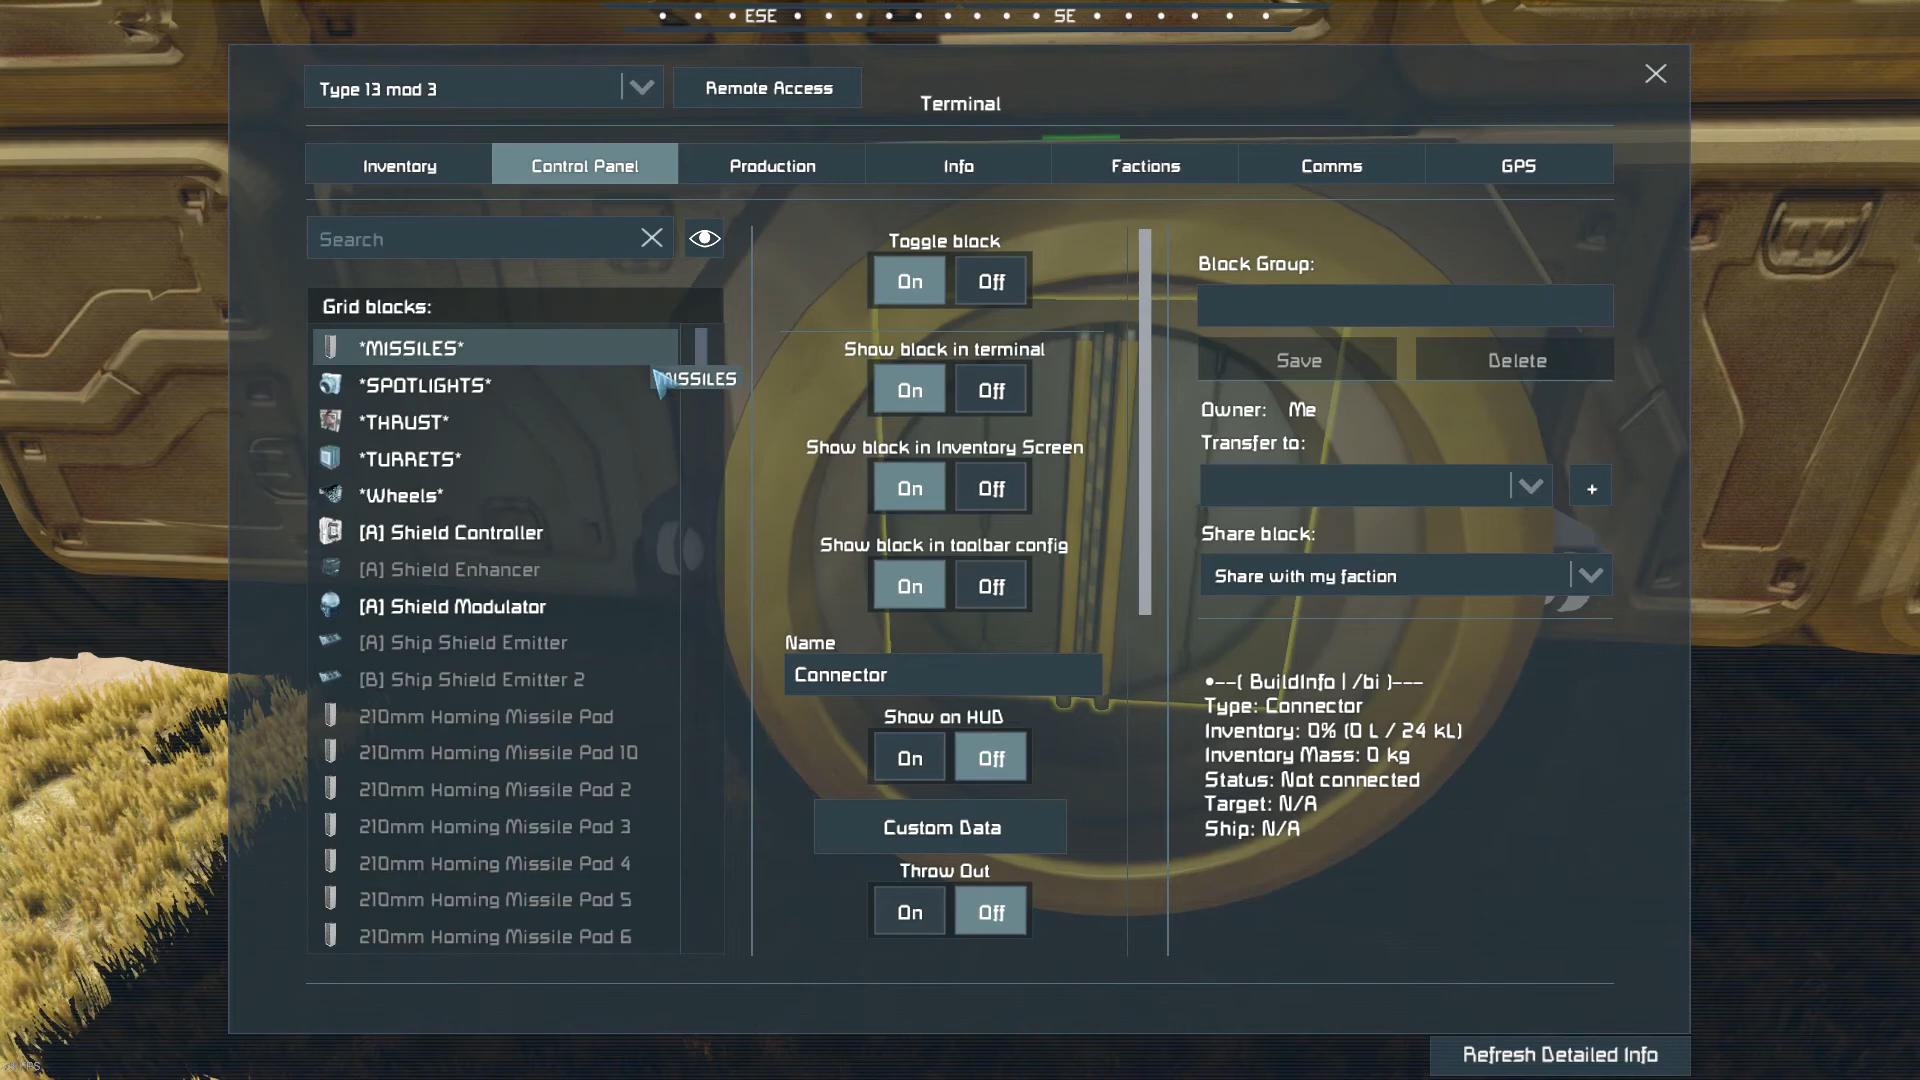 ESE SE
Type 13 mod 3
Remote Access
Terminal
Inventory Control Panel Production Info Factions Comms GPS
Search
Grid blocks:
*MISSILES*
MISSILES
*SPOTLIGHTS*
*THRUST*
*TURRETS*
*Wheels*
[A] Shield Controller
[A] Shield Enhancer
[A] Shield Modulator
[A] Ship Shield Emitter
[B] Ship Shield Emitter 2
210mm Homing Missile Pod
210mm Homing Missile Pod 10
210mm Homing Missile Pod 2
210mm Homing Missile Pod 3
210mm Homing Missile Pod 4
210mm Homing Missile Pod 5
210mm Homing Missile Pod 6
Toggle block
On Off
Show block in terminal
On Off
Show block in Inventory Screen
On Off
Show block in toolbar config
On Off
Name
Connector
Show on HUD
On Off
Custom Data
Throw Out
On Off
Block Group:
Save Delete
Owner: Me
Transfer to:
+
Share block:
Share with my faction
•--{ BuildInfo | /bi }---
Type: Connector
Inventory: 0% (0 L / 24 kL)
Inventory Mass: 0 kg
Status: Not connected
Target: N/A
Ship: N/A
Refresh Detailed Info